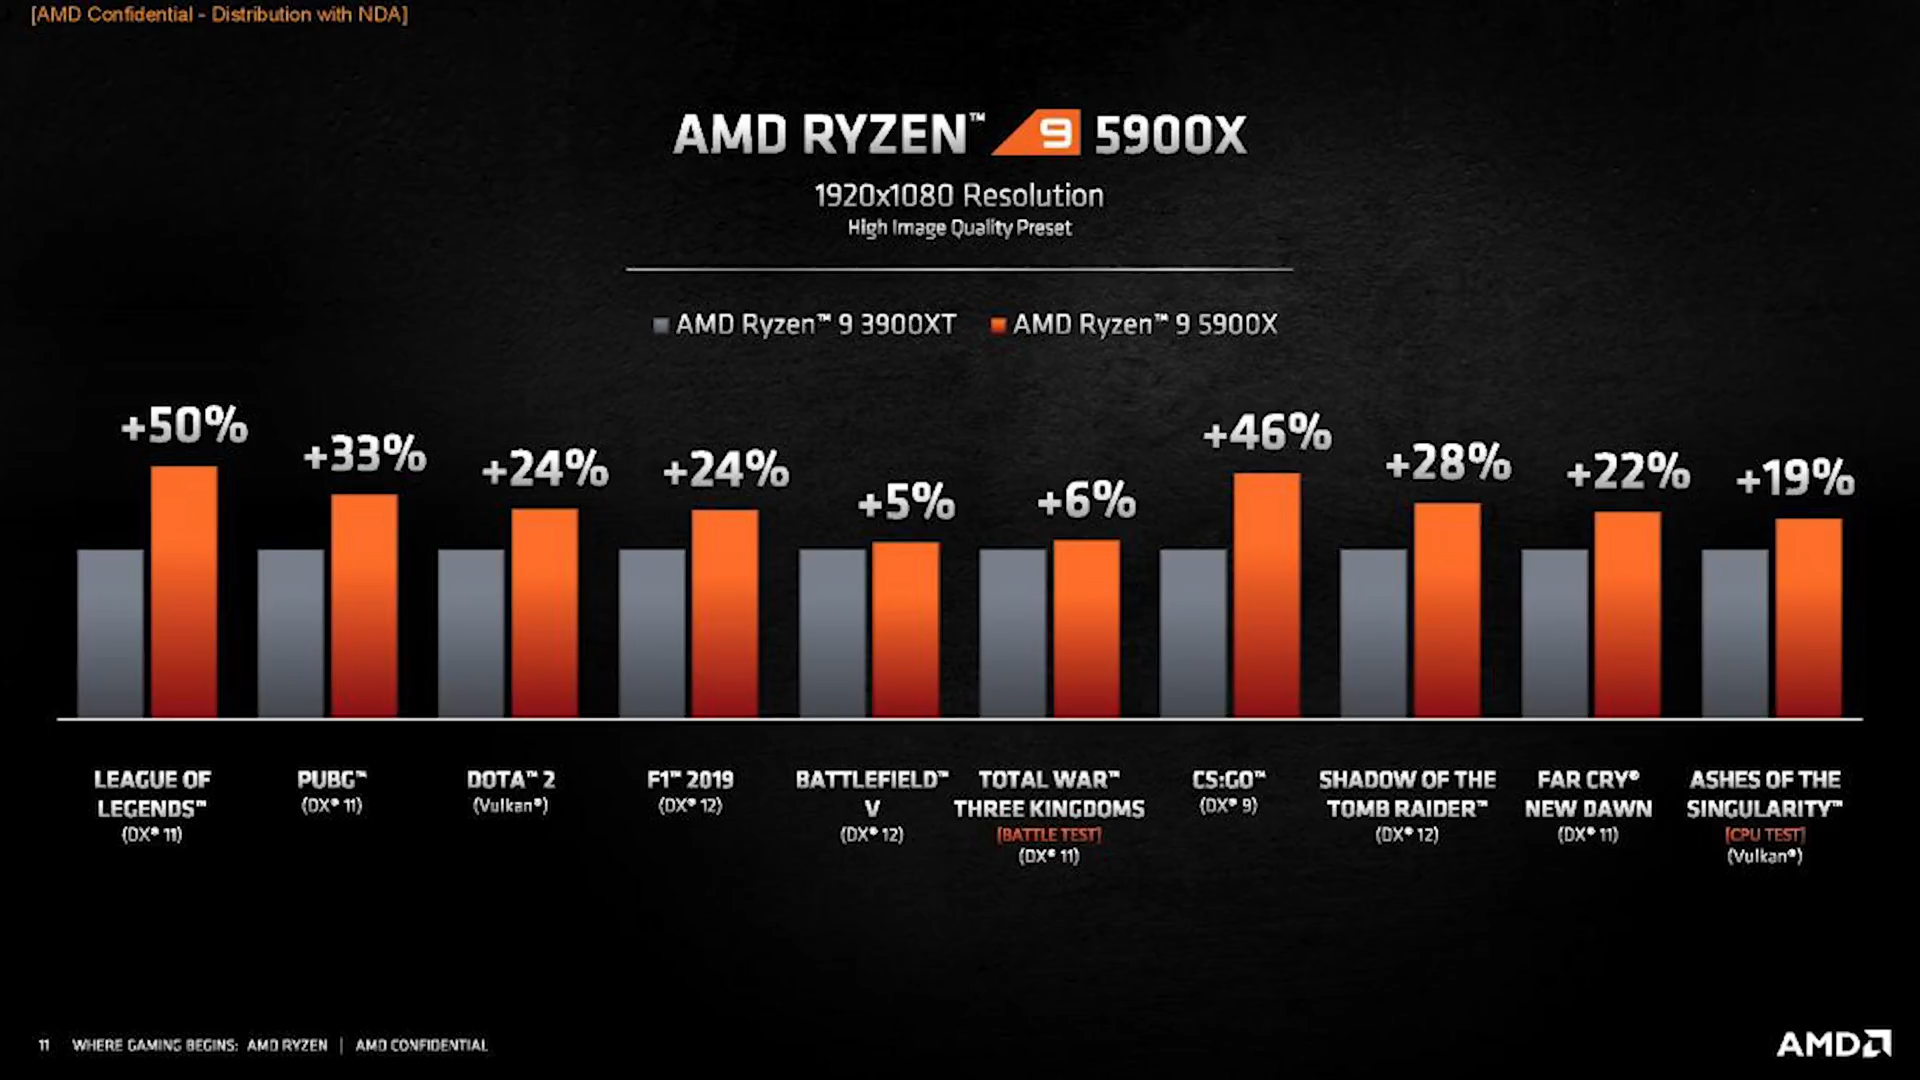 [AMD Confidential - Distribution with NDA]
AMD RYZEN™ 9 5900X
1920x1080 Resolution
High Image Quality Preset
AMD Ryzen™ 9 3900XT
AMD Ryzen™ 9 5900X
+50%
+33%
+24%
+24%
+5%
+6%
+46%
+28%
+22%
+19%
LEAGUE OF
LEGENDS™
(DX® 11)
PUBG™
(DX® 11)
DOTA™ 2
(Vulkan®)
F1™ 2019
(DX® 12)
BATTLEFIELD™
V
(DX® 12)
TOTAL WAR™
THREE KINGDOMS
[BATTLE TEST]
(DX® 11)
CS:GO™
(DX® 9)
SHADOW OF THE
TOMB RAIDER™
(DX® 12)
FAR CRY®
NEW DAWN
(DX® 11)
ASHES OF THE
SINGULARITY™
[CPU TEST]
(Vulkan®)
11 WHERE GAMING BEGINS: AMD RYZEN | AMD CONFIDENTIAL
AMD